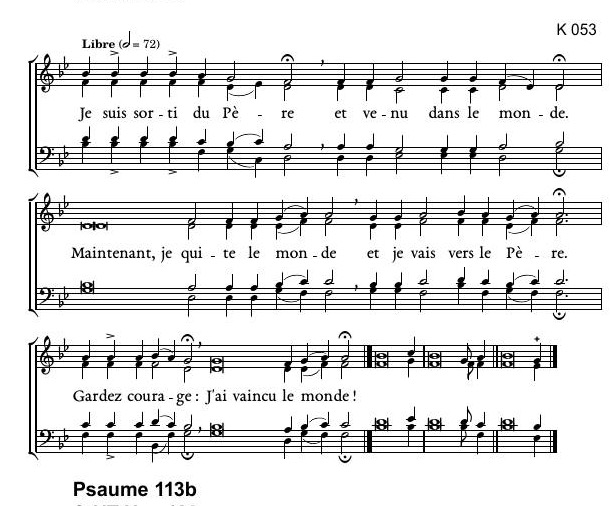 K 053
Libre (𝅗𝅥 = 72)
Je suis sor - ti du Pè - re et ve - nu dans le mon - de.
Maintenant, je qui - te le mon - de et je vais vers le Pè - re.
Gardez coura - ge : J'ai vaincu le monde !
Psaume 113b